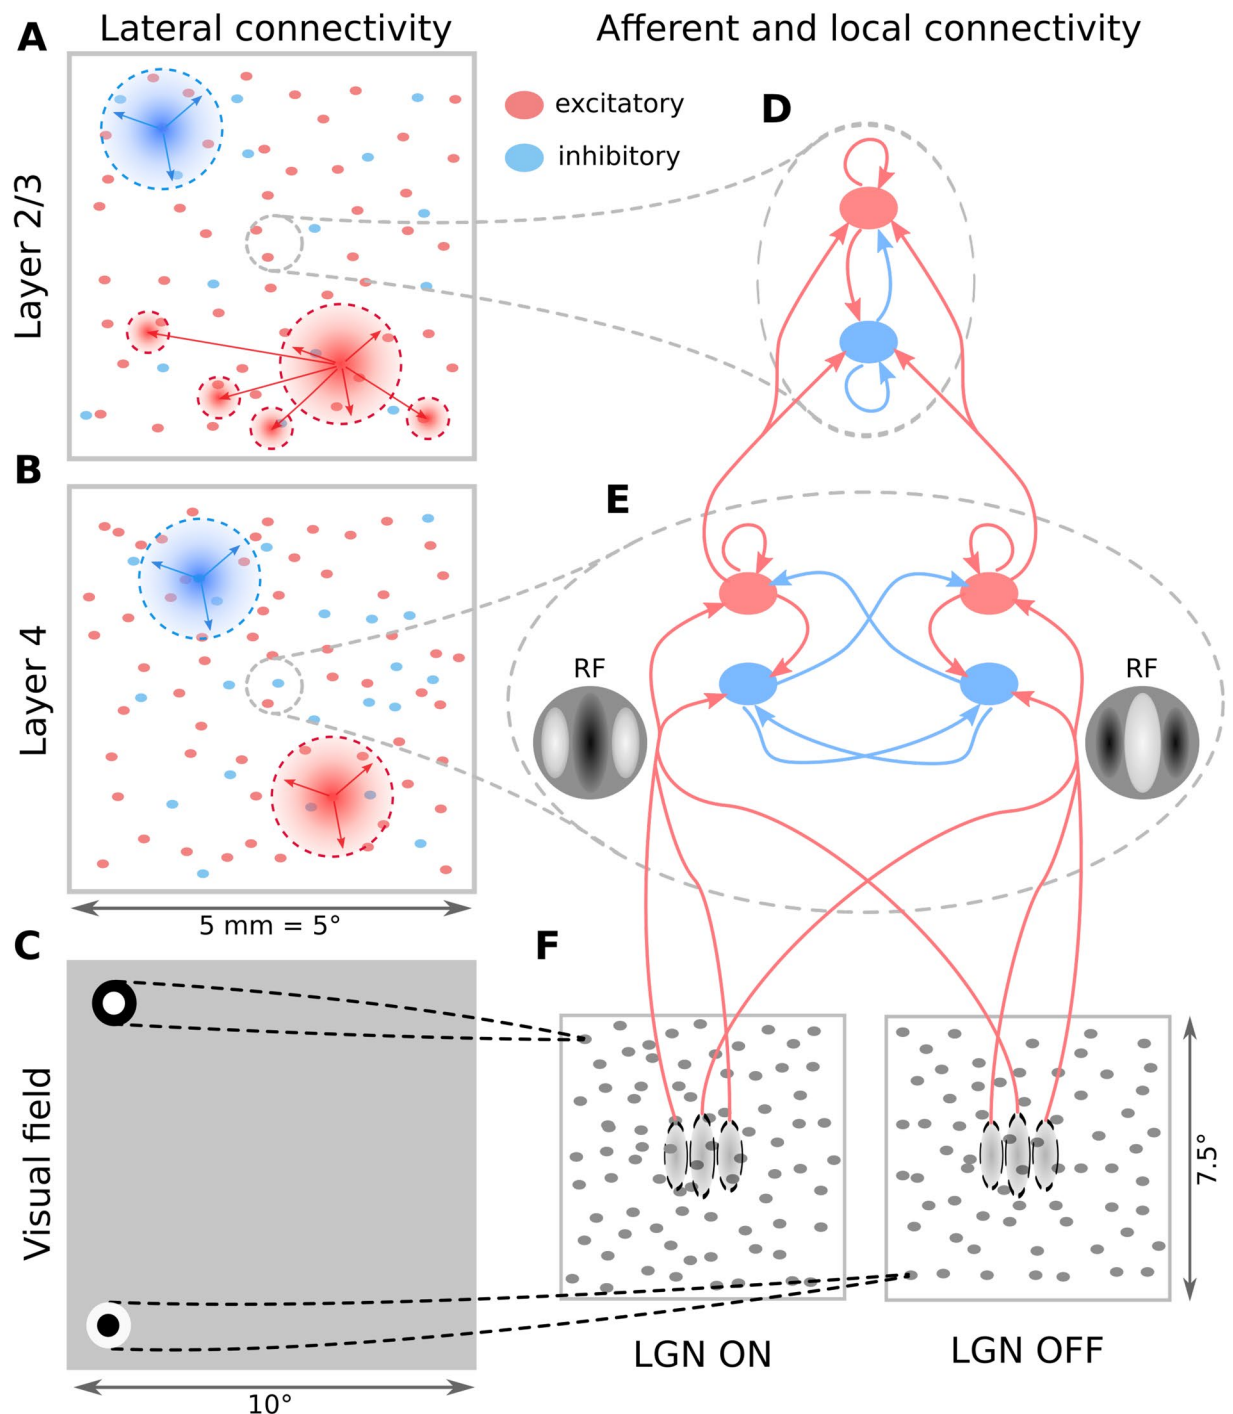 Lateral connectivity
Afferent and local connectivity
A
excitatory
inhibitory
D
Layer 2/3
B
E
Layer 4
RF
RF
5 mm = 5°
C
F
Visual field
7.5°
LGN ON
LGN OFF
10°